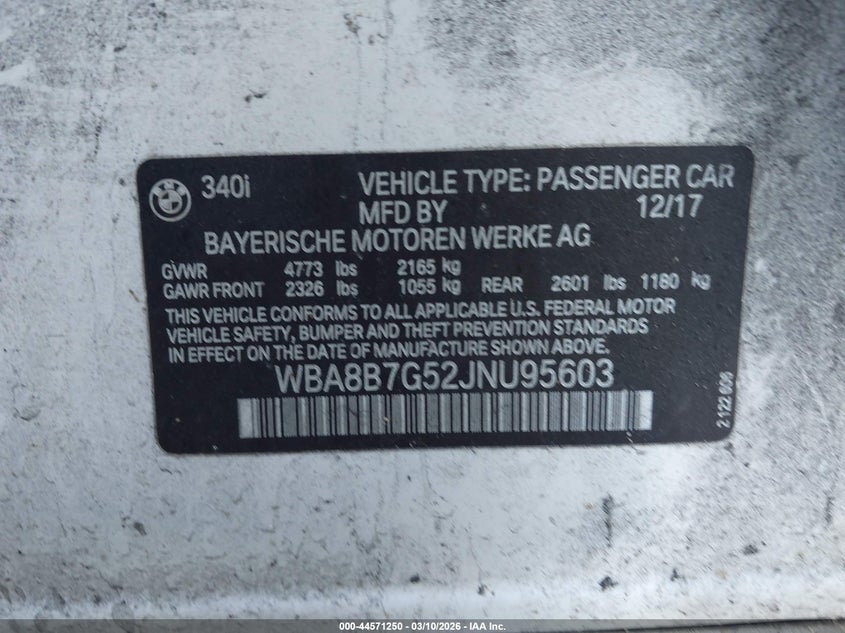 340i VEHICLE TYPE: PASSENGER CAR
MFD BY 12/17
BAYERISCHE MOTOREN WERKE AG
GVWR 4773 lbs 2165 kg
GAWR FRONT 2326 lbs 1055 kg REAR 2601 lbs 1180 kg
THIS VEHICLE CONFORMS TO ALL APPLICABLE U.S. FEDERAL MOTOR
VEHICLE SAFETY, BUMPER AND THEFT PREVENTION STANDARDS
IN EFFECT ON THE DATE OF MANUFACTURE SHOWN ABOVE.
WBA8B7G52JNU95603
2 122 606
000-44571250 — 03/10/2026 — IAA Inc.